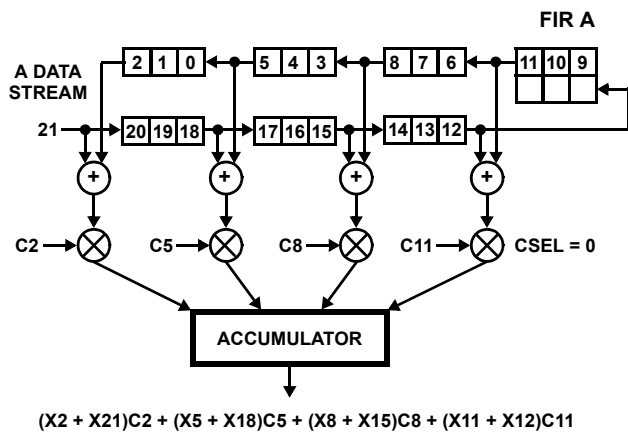 FIR A
2 1 0 5 4 3 8 7 6 11 10 9
A DATA
STREAM
21 20 19 18 17 16 15 14 13 12
+ + + +
C2 C5 C8 C11 CSEL = 0
ACCUMULATOR
(X2 + X21)C2 + (X5 + X18)C5 + (X8 + X15)C8 + (X11 + X12)C11